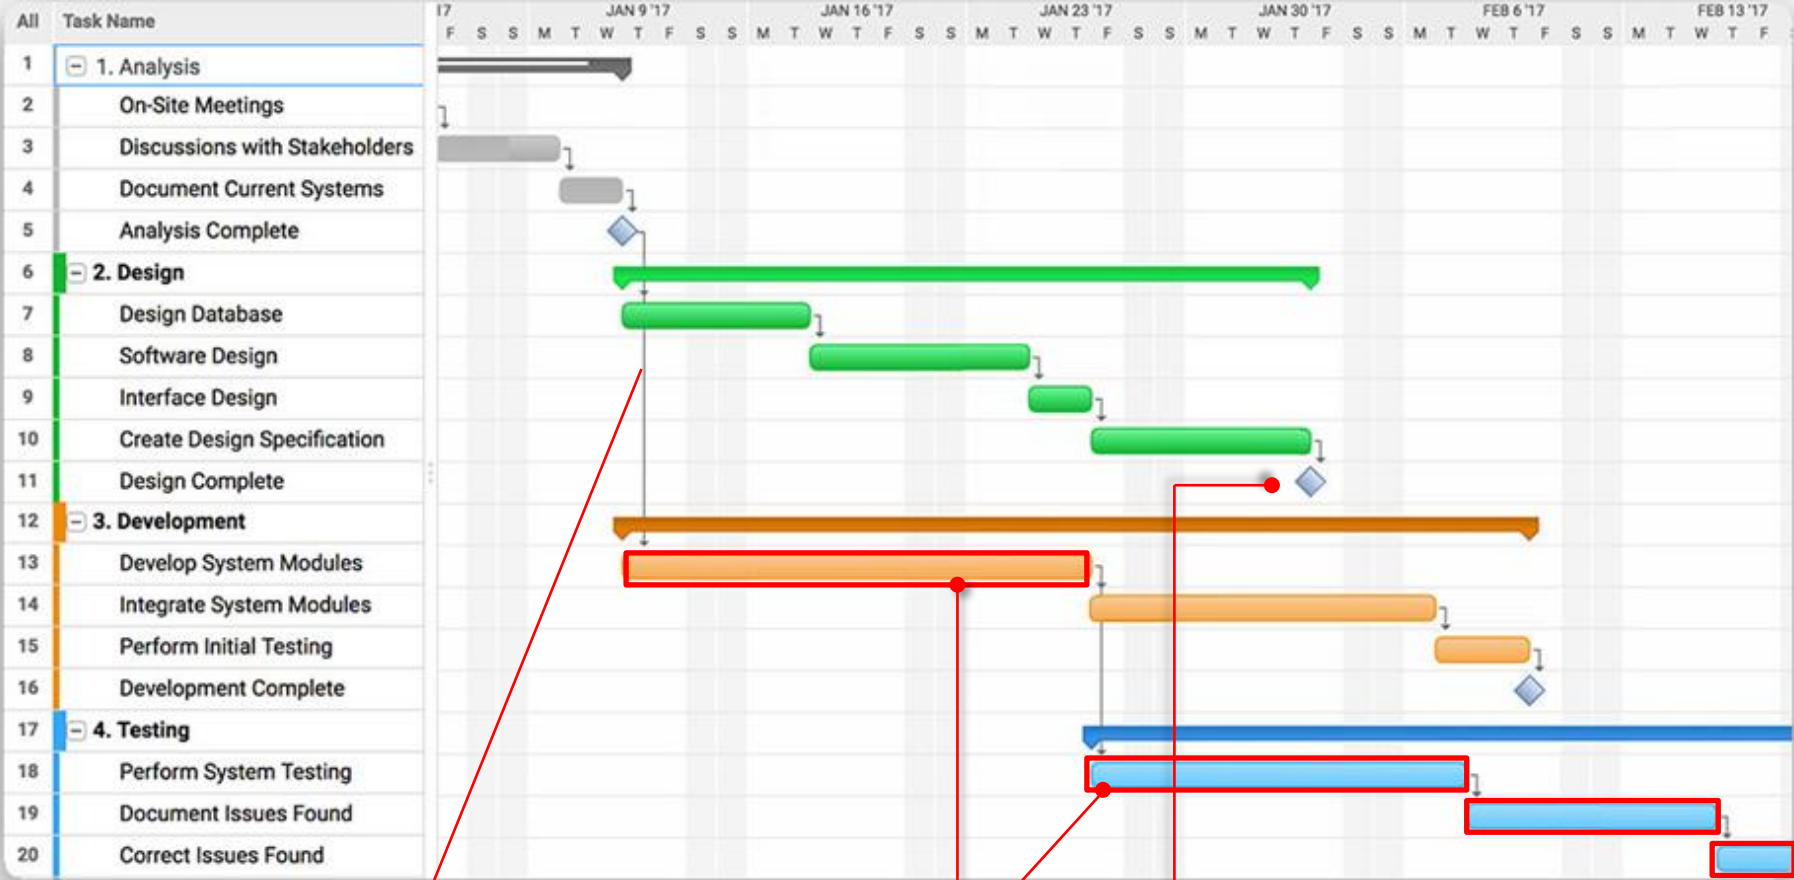 All Task Name 17 JAN 9 '17 JAN 16 '17 JAN 23 '17 JAN 30 '17 FEB 6 '17 FEB 13 '17
F S S M T W T F S S M T W T F S S M T W T F S S M T W T F S S M T W T F S S M T W T F
1 1. Analysis
2 On-Site Meetings
3 Discussions with Stakeholders
4 Document Current Systems
5 Analysis Complete
6 2. Design
7 Design Database
8 Software Design
9 Interface Design
10 Create Design Specification
11 Design Complete
12 3. Development
13 Develop System Modules
14 Integrate System Modules
15 Perform Initial Testing
16 Development Complete
17 4. Testing
18 Perform System Testing
19 Document Issues Found
20 Correct Issues Found